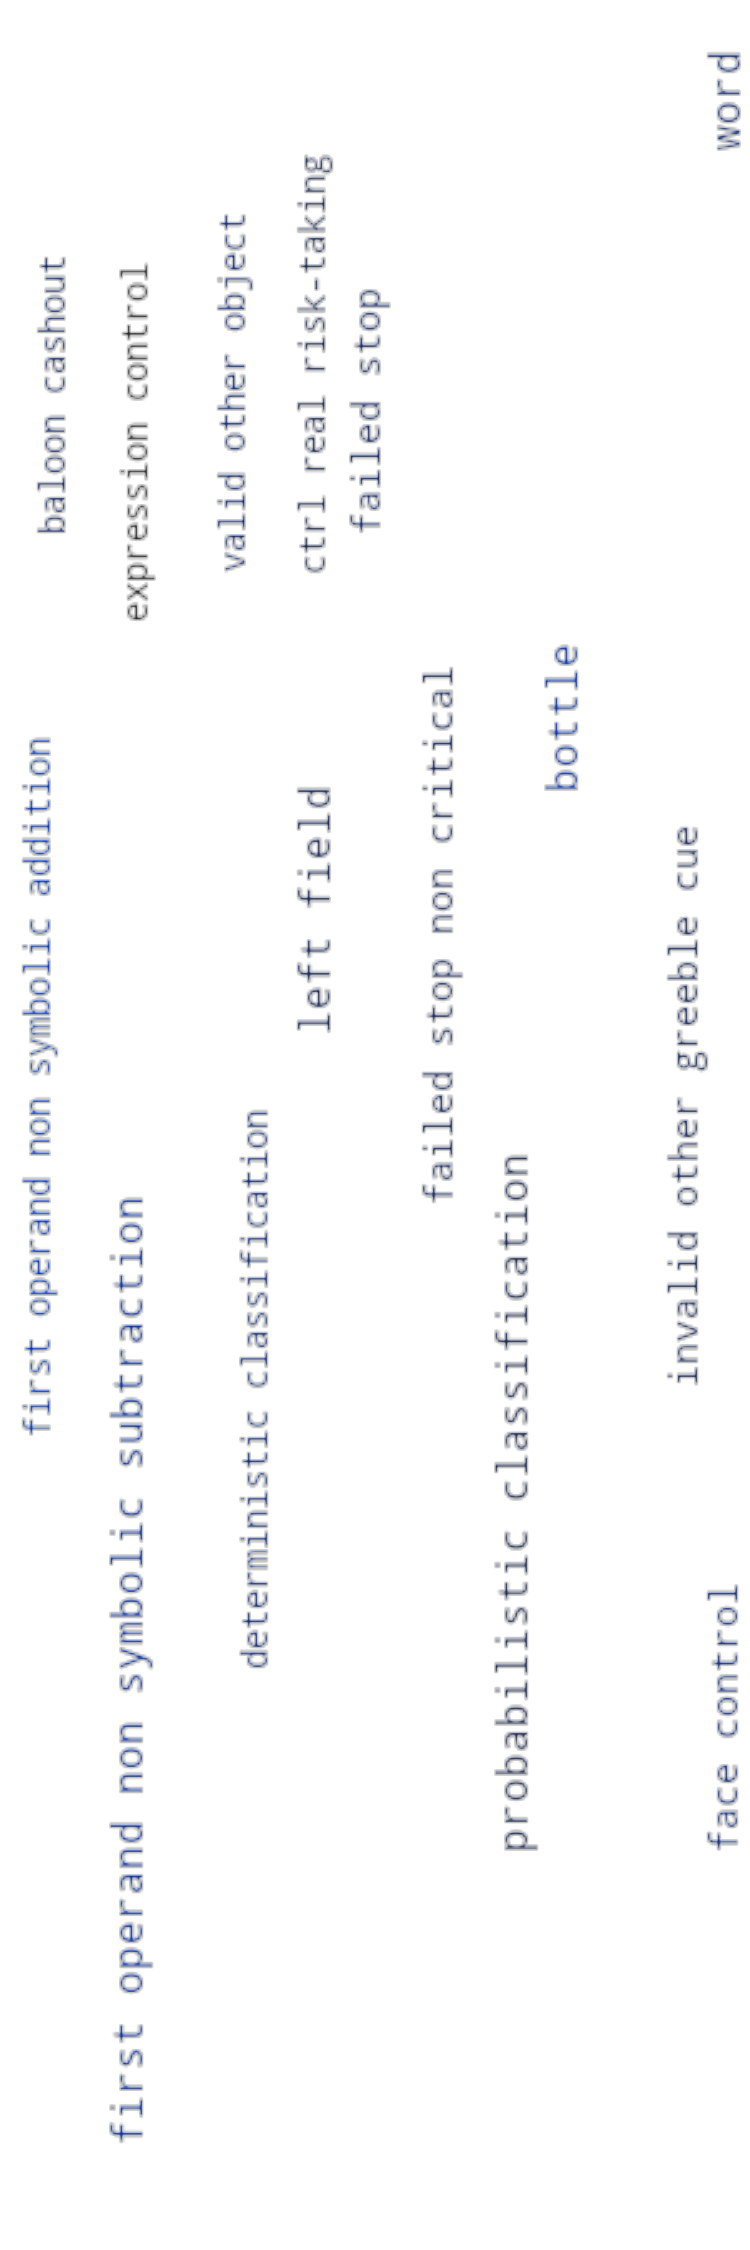 baloon cashout
first operand non symbolic addition
expression control
first operand non symbolic subtraction
valid other object
deterministic classification
ctrl real risk-taking
left field
failed stop
failed stop non critical
probabilistic classification
bottle
invalid other greeble cue
word
face control